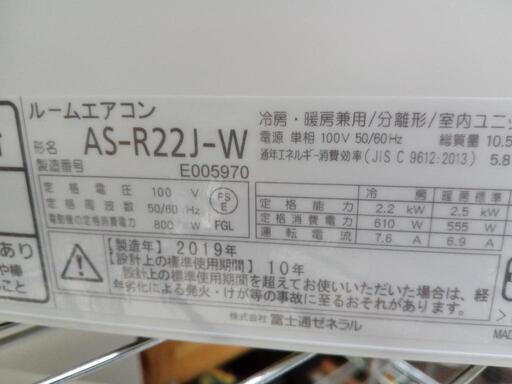 ルームエアコン
形名 AS-R22J-W
製造番号 E005970
定格電圧 100 V
定格周波数 50/60 Hz
電動機の定格消費電力 800 W
PS
E
FGL
冷房・暖房兼用/分離形/室内ユニッ
電源 単相 100V 50/60Hz 総質量 10.5
通年エネルギー消費効率(JIS C 9612:2013) 5.8
冷房 暖房標準
定格能力 2.2 kW 2.5 kW
定格消費電力 610 W 555 W
運転電流 7.6 A 6.9 A
あり
や棒
こと
【製造年】2019年
【設計上の標準使用期間】10年
設計上の標準使用期間を超えてお使いいただいた場合は、経
年劣化による発火・けが等の事故に至るおそれがあります。
株式会社 富士通ゼネラル
MAD